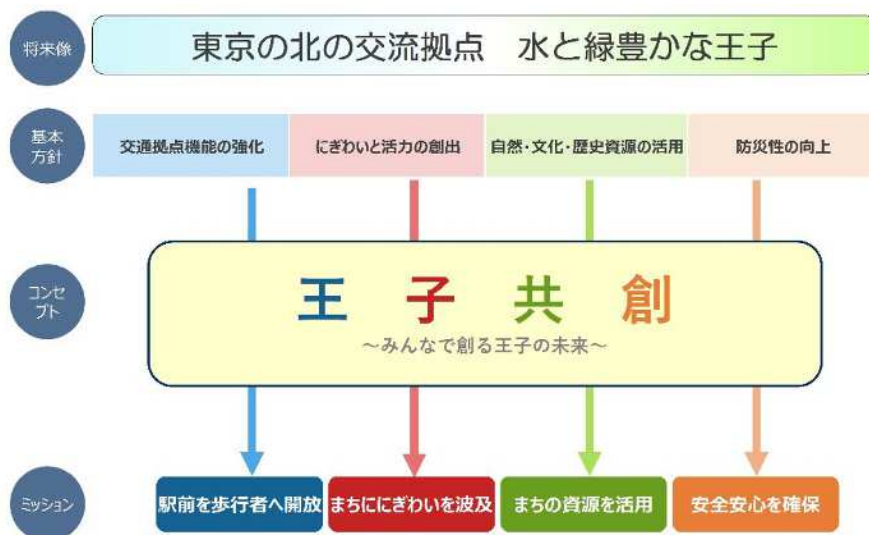 将来像
東京の北の交流拠点　水と緑豊かな王子
基本
方針
交通拠点機能の強化
にぎわいと活力の創出
自然・文化・歴史資源の活用
防災性の向上
コンセ
プト
王 子 共 創
～みんなで創る王子の未来～
ミッション
駅前を歩行者へ開放
まちににぎわいを波及
まちの資源を活用
安全安心を確保